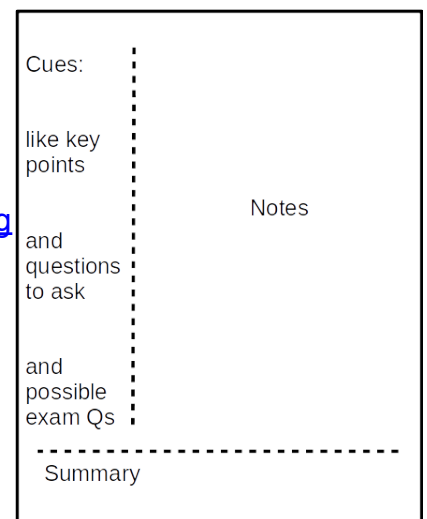 Cues:
like key
points
Notes
and
questions
to ask
and
possible
exam Qs
Summary